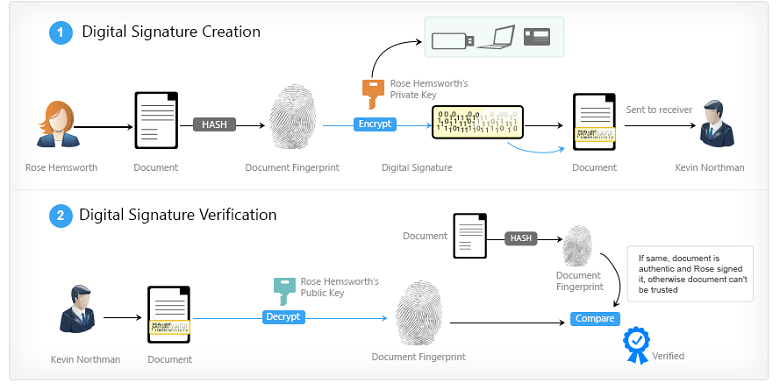 1 Digital Signature Creation
Rose Hemsworth's
Private Key
HASH
Encrypt
Sent to receiver
Rose Hemsworth
Document
Document Fingerprint
Digital Signature
Document
Kevin Northman
2 Digital Signature Verification
Document
HASH
Document
Fingerprint
If same, document is
authentic and Rose signed
it, otherwise document can't
be trusted
Rose Hemsworth's
Public Key
Decrypt
Compare
Kevin Northman
Document
Document Fingerprint
Verified